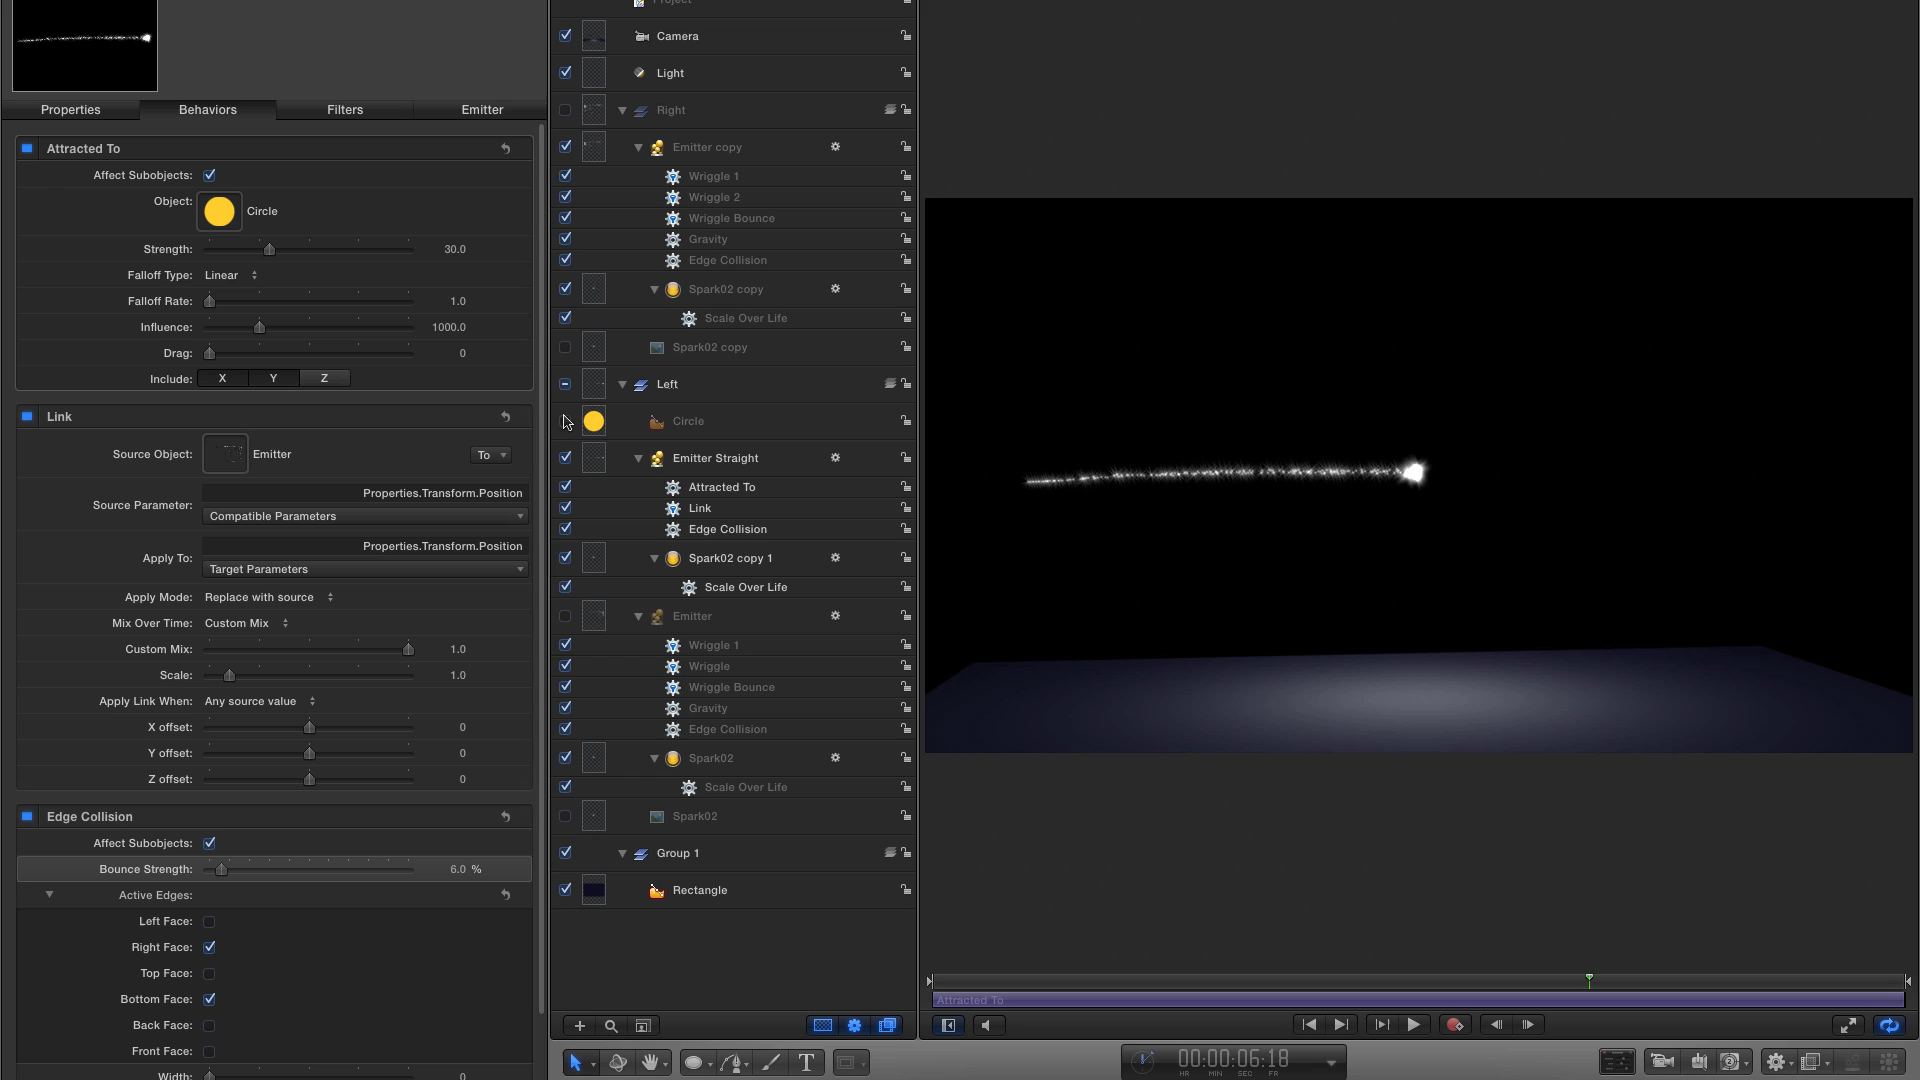 Properties
Behaviors
Filters
Emitter
Attracted To
Affect Subobjects:
Object:
Circle
Strength:
30.0
Falloff Type:
Linear
Falloff Rate:
1.0
Influence:
1000.0
Drag:
0
Include:
X
Y
Z
Link
Source Object:
Emitter
To
Properties.Transform.Position
Source Parameter:
Compatible Parameters
Properties.Transform.Position
Apply To:
Target Parameters
Apply Mode:
Replace with source
Mix Over Time:
Custom Mix
Custom Mix:
1.0
Scale:
1.0
Apply Link When:
Any source value
X offset:
0
Y offset:
0
Z offset:
0
Edge Collision
Affect Subobjects:
Bounce Strength:
6.0 %
Active Edges:
Left Face:
Right Face:
Top Face:
Bottom Face:
Back Face:
Front Face:
Width:
0
Project
Camera
Light
Right
Emitter copy
Wriggle 1
Wriggle 2
Wriggle Bounce
Gravity
Edge Collision
Spark02 copy
Scale Over Life
Spark02 copy
Left
Circle
Emitter Straight
Attracted To
Link
Edge Collision
Spark02 copy 1
Scale Over Life
Emitter
Wriggle 1
Wriggle
Wriggle Bounce
Gravity
Edge Collision
Spark02
Scale Over Life
Spark02
Group 1
Rectangle
Attracted To
T
00:00:06:18
HR MIN SEC FR